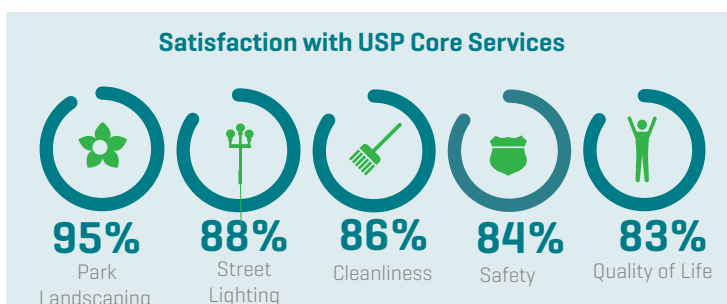 Satisfaction with USP Core Services
95%
Park
Landscaping
88%
Street
Lighting
86%
Cleanliness
84%
Safety
83%
Quality of Life